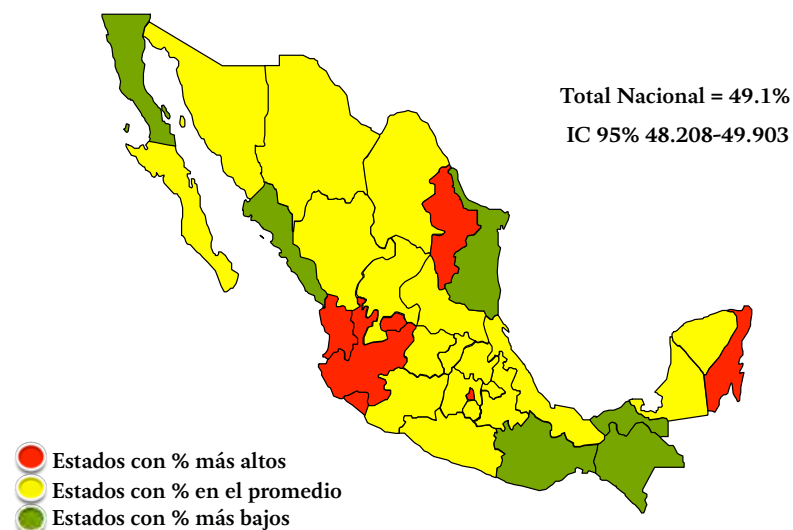 Total Nacional = 49.1%
IC 95% 48.208-49.903
Estados con % más altos
Estados con % en el promedio
Estados con % más bajos